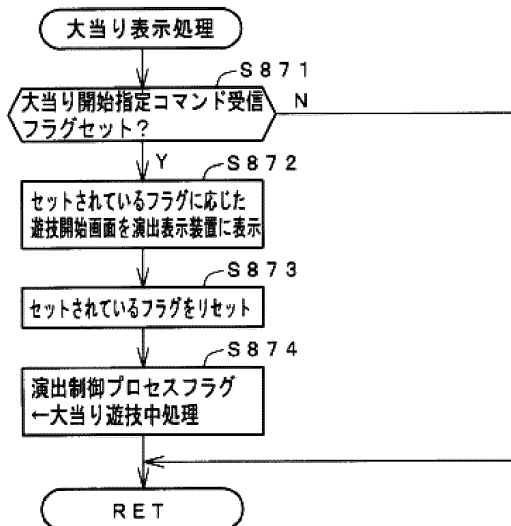 大当り表示処理
S871
大当り開始指定コマンド受信
フラグセット?
N
Y
S872
セットされているフラグに応じた
遊技開始画面を演出表示装置に表示
S873
セットされているフラグをリセット
S874
演出制御プロセスフラグ
←大当り遊技中処理
RET